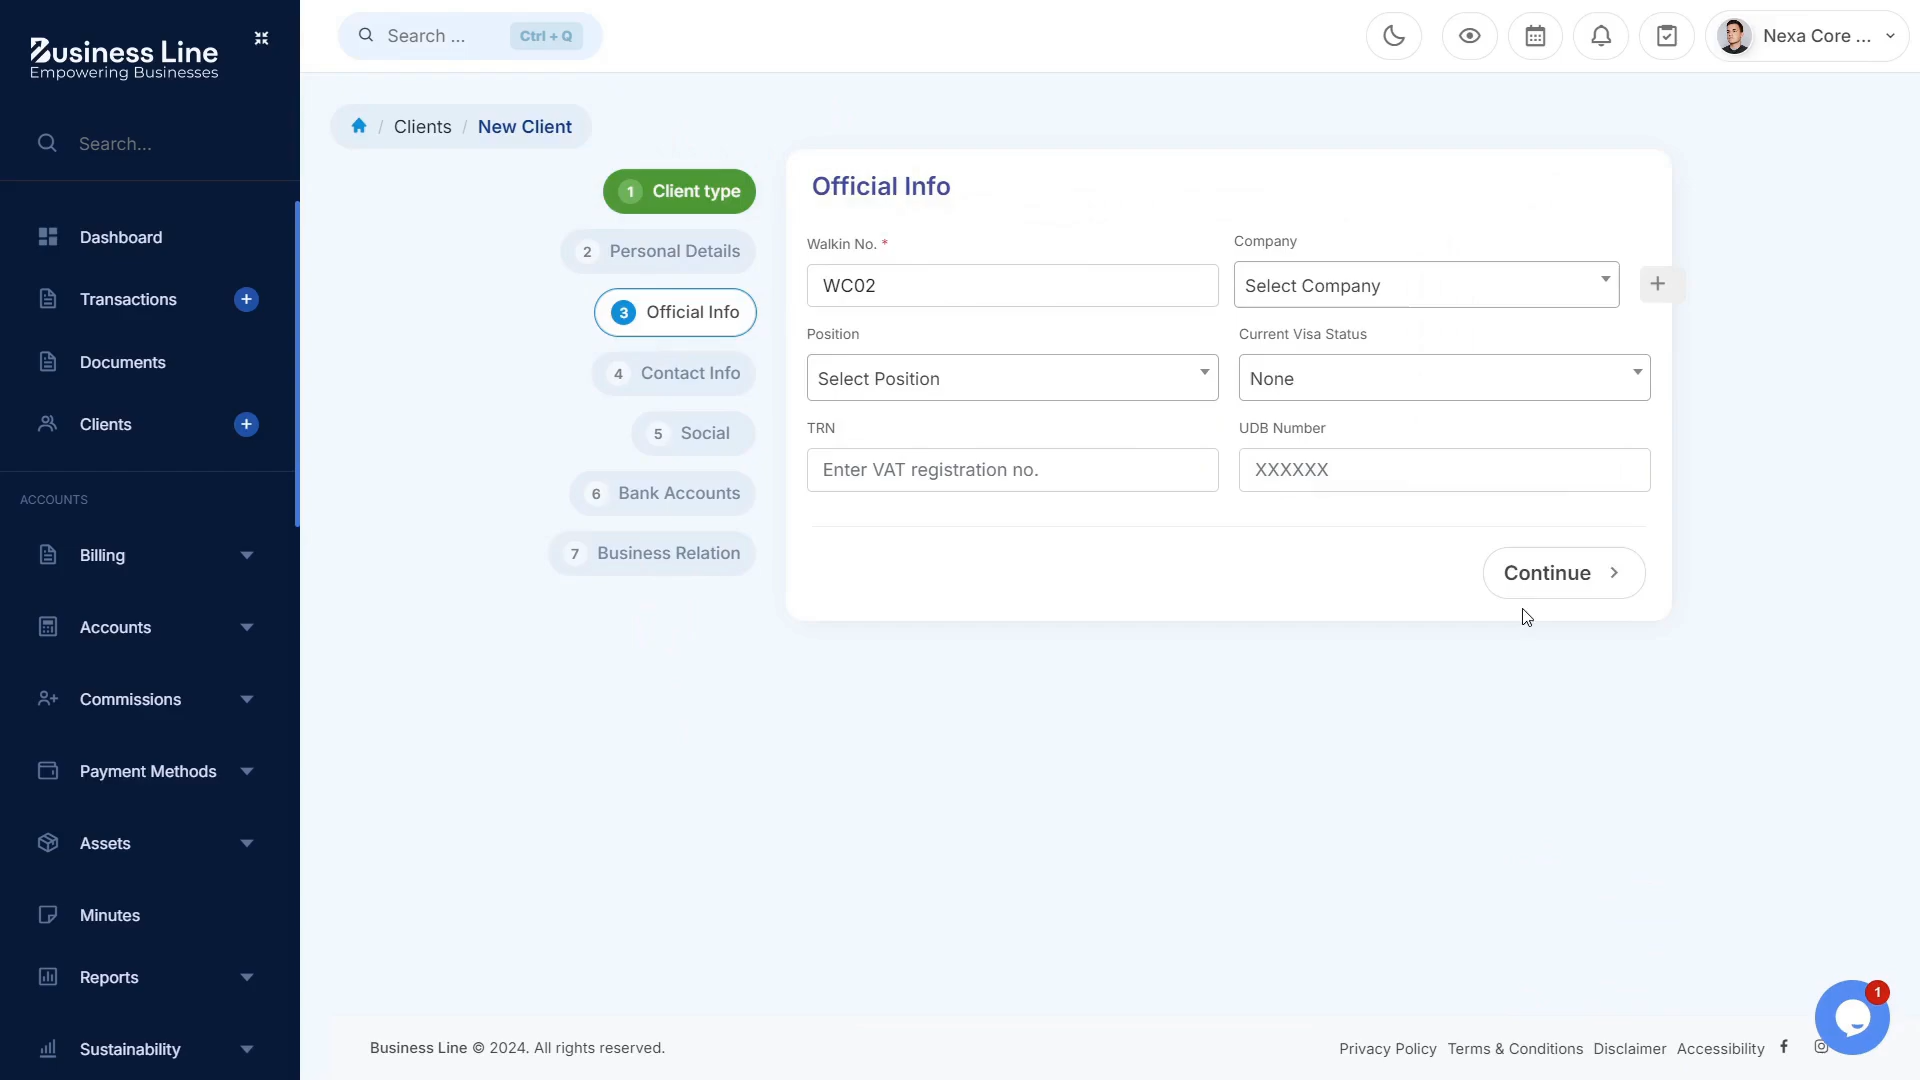 Business Line
Empowering Businesses
Search...
Dashboard
Transactions
Documents
Clients
ACCOUNTS
Billing
Accounts
Commissions
Payment Methods
Assets
Minutes
Reports
Sustainability
Search ...
Ctrl + Q
Nexa Core ...
/ Clients / New Client
1 Client type
2 Personal Details
3 Official Info
4 Contact Info
5 Social
6 Bank Accounts
7 Business Relation
Official Info
Walkin No. *
WC02
Company
Select Company
Position
Select Position
Current Visa Status
None
TRN
Enter VAT registration no.
UDB Number
XXXXXX
Continue
1
Business Line © 2024. All rights reserved.
Privacy Policy Terms & Conditions Disclaimer Accessibility